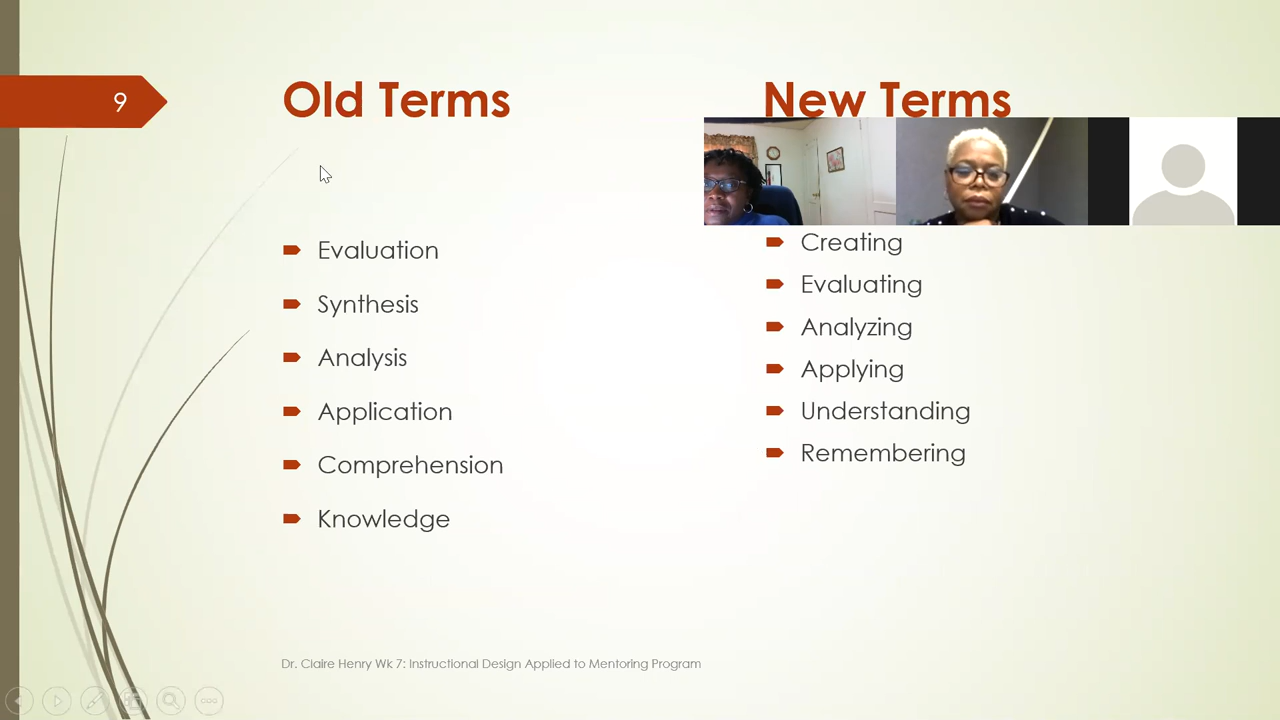 9
Old Terms
Evaluation
Synthesis
Analysis
Application
Comprehension
Knowledge
New Terms
Creating
Evaluating
Analyzing
Applying
Understanding
Remembering
Dr. Claire Henry Wk 7: Instructional Design Applied to Mentoring Program